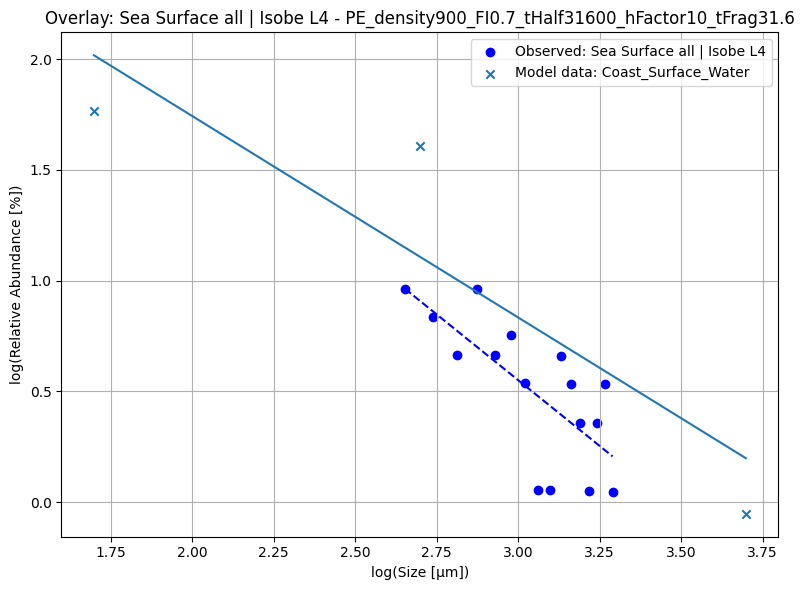 Overlay: Sea Surface all | Isobe L4 - PE_density900_FI0.7_tHalf31600_hFactor10_tFrag31.6
Observed: Sea Surface all | Isobe L4
Model data: Coast_Surface_Water
log(Relative Abundance [%])
2.0
1.5
1.0
0.5
0.0
1.75 2.00 2.25 2.50 2.75 3.00 3.25 3.50 3.75
log(Size [μm])